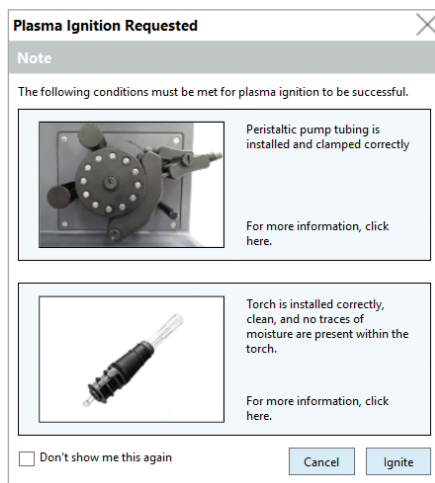 Plasma Ignition Requested
Note
The following conditions must be met for plasma ignition to be successful.
Peristaltic pump tubing is
installed and clamped correctly
For more information, click
here.
Torch is installed correctly,
clean, and no traces of
moisture are present within the
torch.
For more information, click
here.
Don't show me this again
Cancel
Ignite